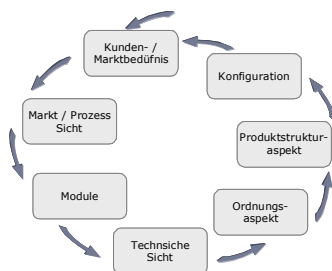 Kunden- /
Marktbedüfnis
Konfiguration
Markt / Prozess
Sicht
Produktstruktur-
aspekt
Module
Ordnungs-
aspekt
Technsiche
Sicht